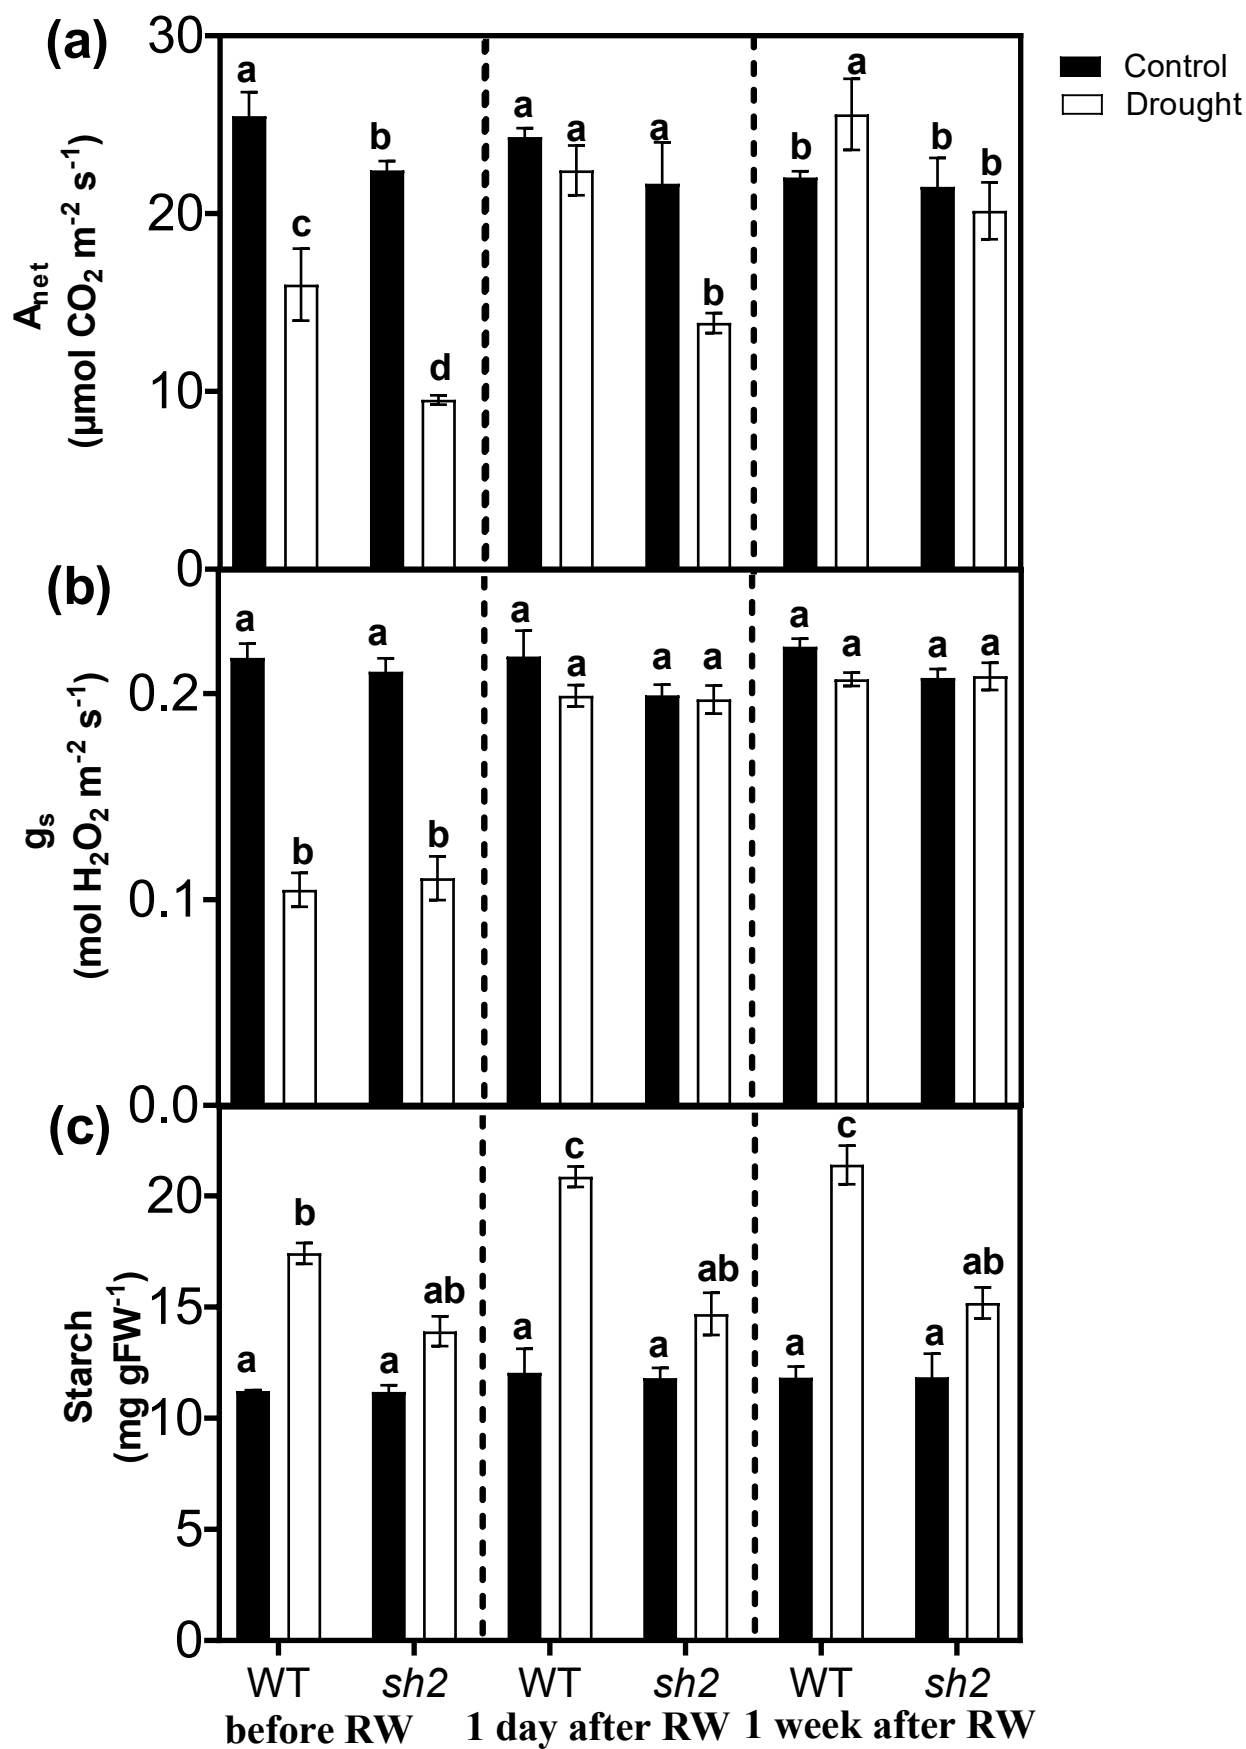 (a)
30
20
10
0
A_net
(µmol CO₂ m⁻² s⁻¹)
a
c
b
d
a
a
a
b
b
a
b
b
Control
Drought
(b)
0.2
0.1
0.0
g_s
(mol H₂O₂ m⁻² s⁻¹)
a
b
a
b
a
a
a
a
a
a
a
a
(c)
20
15
10
5
0
Starch
(mg gFW⁻¹)
a
b
a
ab
a
c
a
ab
a
c
a
ab
WT sh2 WT sh2 WT sh2
before RW 1 day after RW 1 week after RW